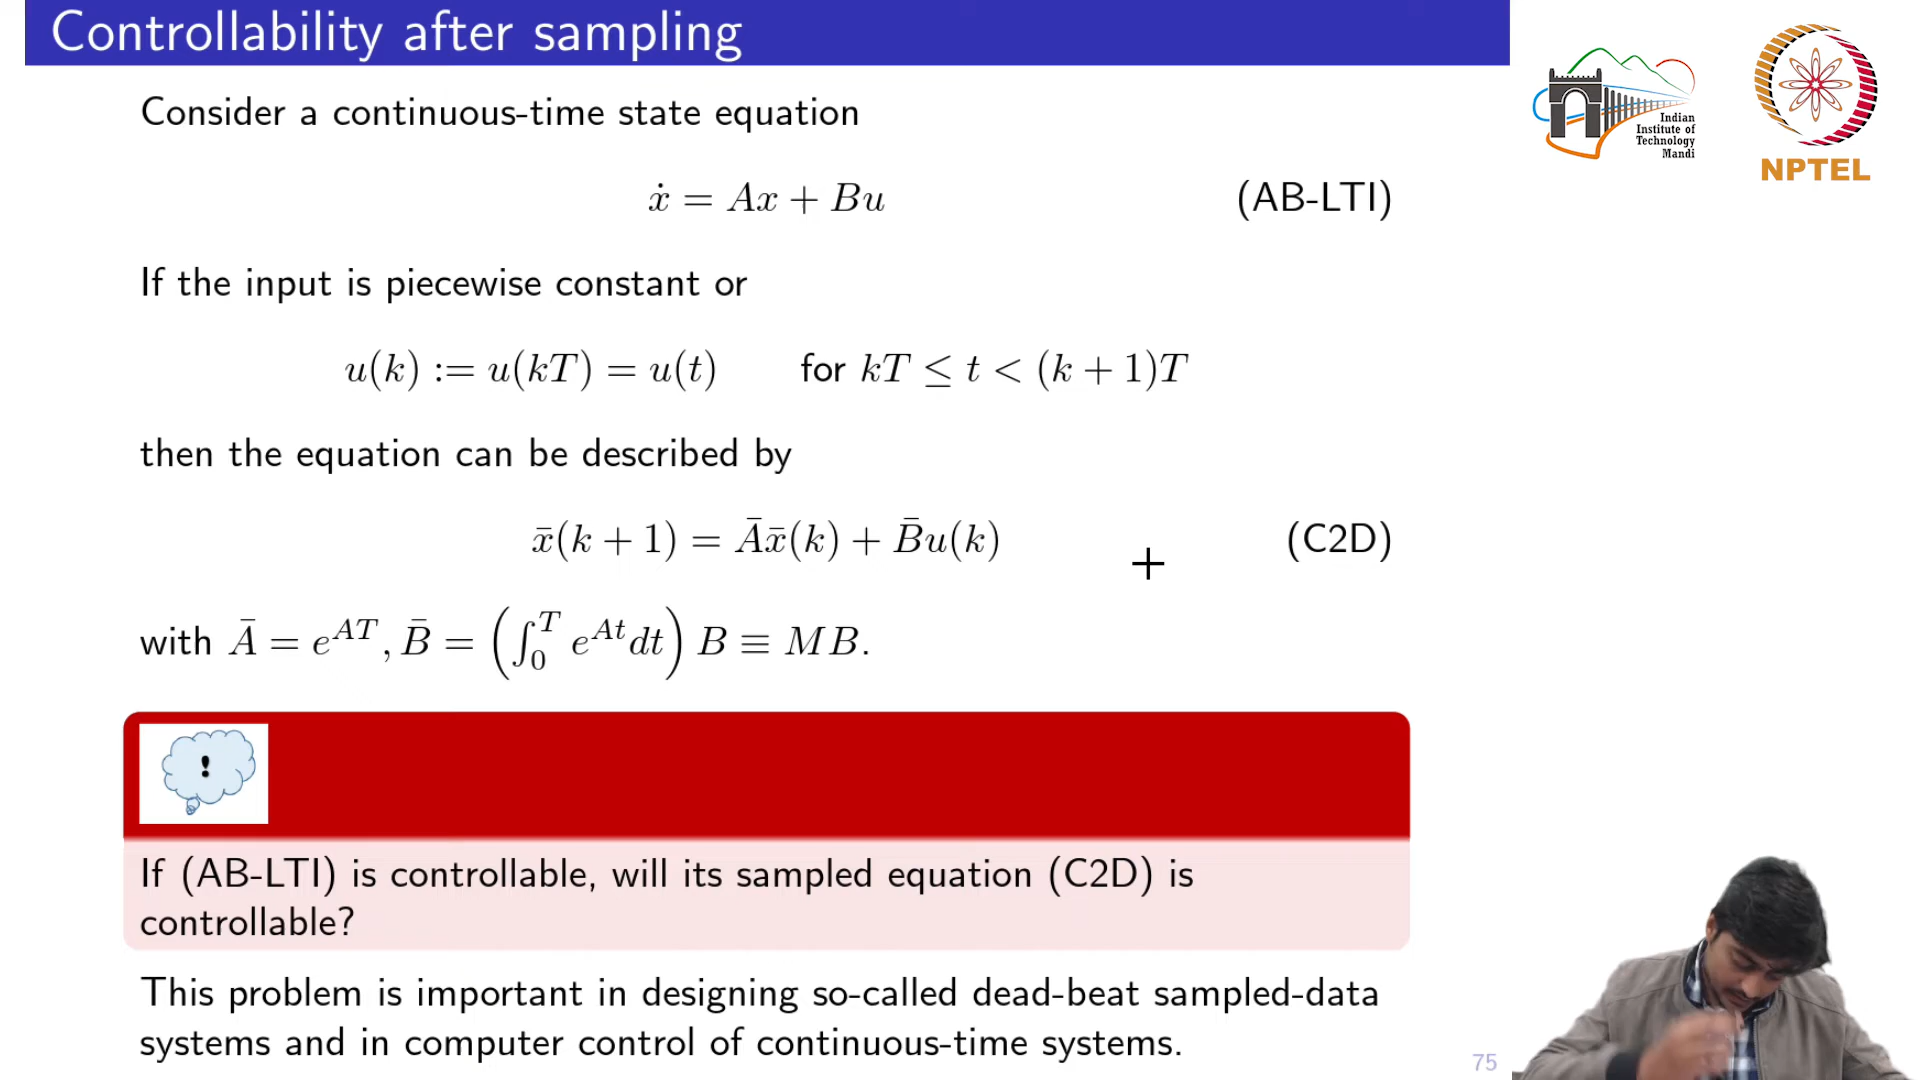 Controllability after sampling
Consider a continuous-time state equation
ẋ = Ax + Bu (AB-LTI)
If the input is piecewise constant or
u(k) := u(kT) = u(t) for kT ≤ t < (k + 1)T
then the equation can be described by
x̄(k + 1) = Āx̄(k) + B̄u(k) (C2D)
with Ā = e^{AT}, B̄ = (∫_0^T e^{At}dt) B ≡ MB.
!
If (AB-LTI) is controllable, will its sampled equation (C2D) is
controllable?
This problem is important in designing so-called dead-beat sampled-data
systems and in computer control of continuous-time systems.
75
Indian
Institute of
Technology
Mandi
NPTEL